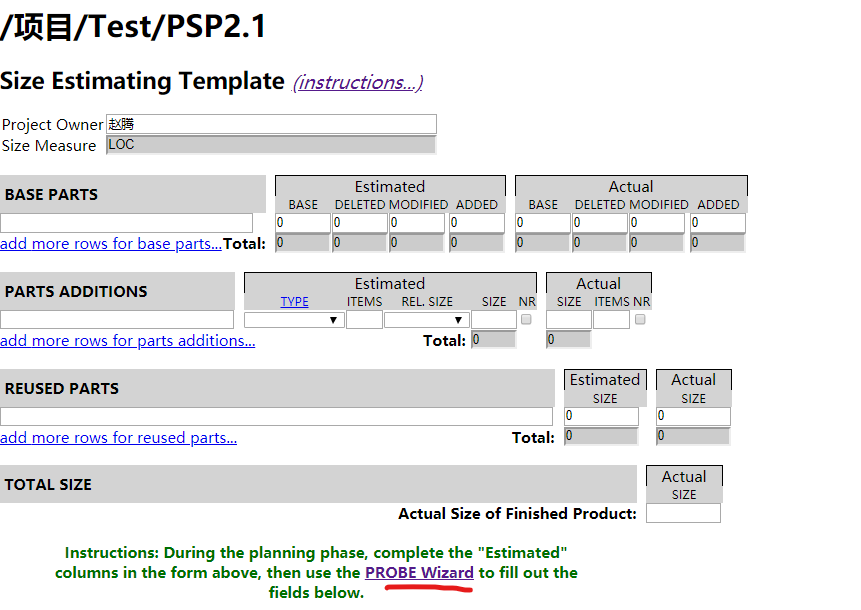 /项目/Test/PSP2.1
Size Estimating Template (instructions...)
Project Owner 赵腾
Size Measure LOC
BASE PARTS Estimated Actual
BASE DELETED MODIFIED ADDED BASE DELETED MODIFIED ADDED
0 0 0 0 0 0 0 0
add more rows for base parts... Total: 0 0 0 0 0 0 0 0
PARTS ADDITIONS Estimated Actual
TYPE ITEMS REL. SIZE SIZE NR SIZE ITEMS NR
add more rows for parts additions... Total: 0 0
REUSED PARTS Estimated Actual
SIZE SIZE
0 0
add more rows for reused parts... Total: 0 0
TOTAL SIZE Actual
SIZE
Actual Size of Finished Product:
Instructions: During the planning phase, complete the "Estimated"
columns in the form above, then use the PROBE Wizard to fill out the
fields below.